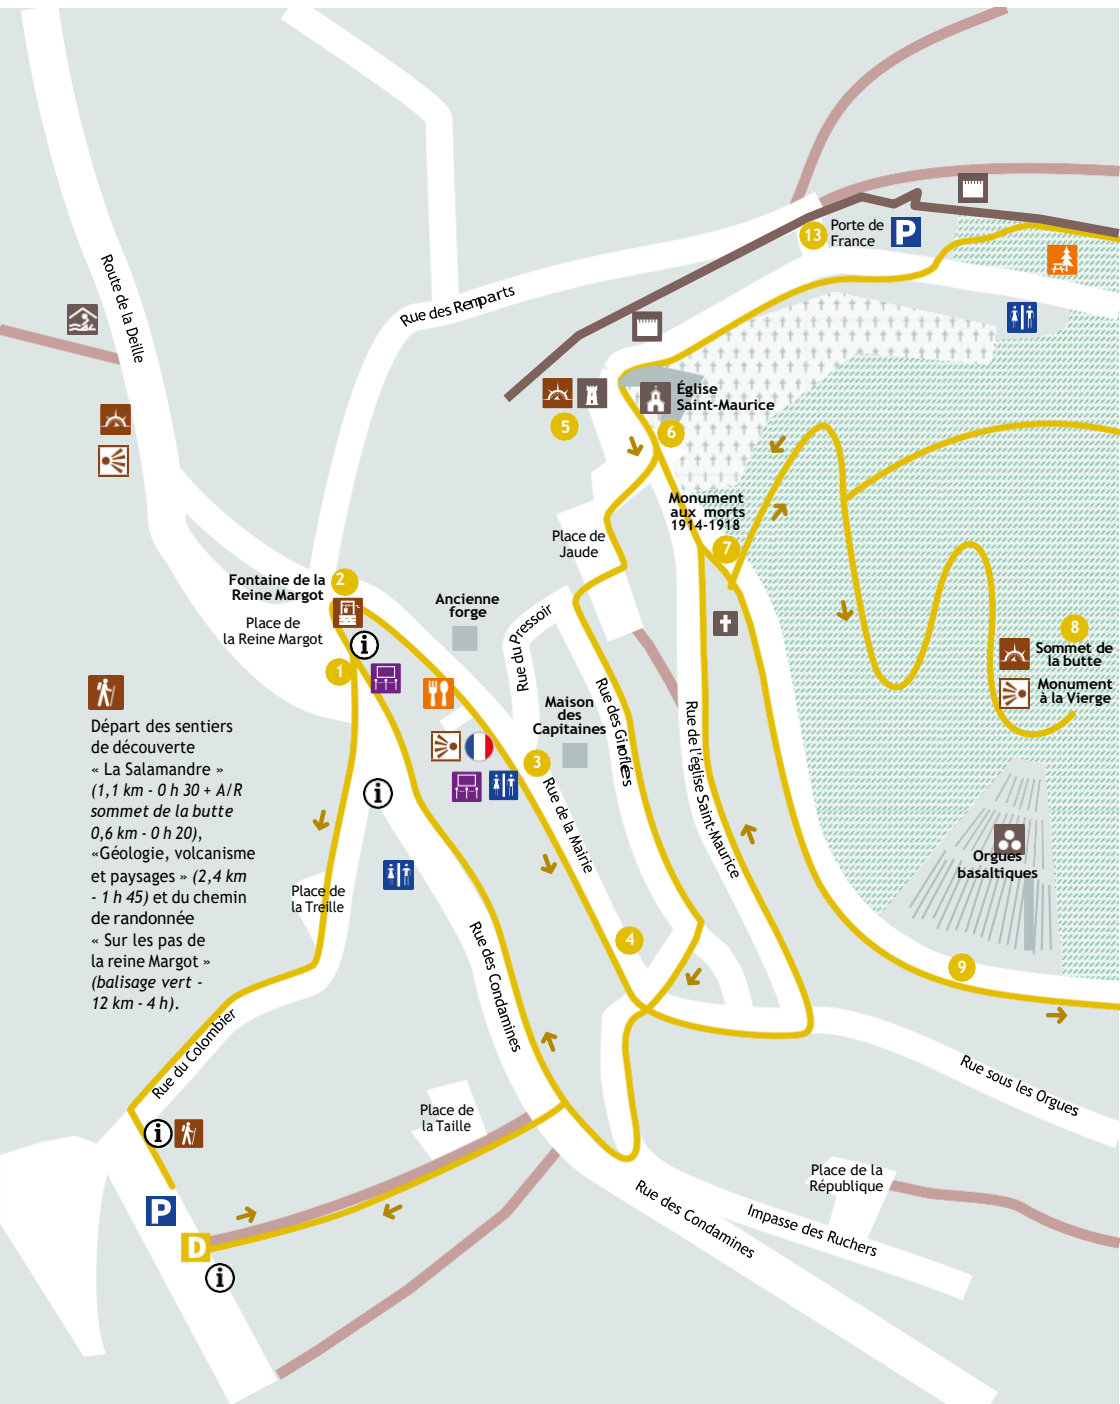 Porte de
France
13
P
Route de la Deille
Rue des Remparts
Église
Saint-Maurice
5
6
Monument
aux morts
1914-1918
7
Place de
Jaude
Fontaine de la
Reine Margot
2
Place de
la Reine Margot
i
1
Ancienne
forge
Rue du Pressoir
8
Sommet de
la butte
Monument
à la Vierge
Maison
des
Capitaines
Rue des Giroflées
3
Rue de l'église Saint-Maurice
Rue de la Mairie
i
Départ des sentiers
de découverte
« La Salamandre »
(1,1 km - 0 h 30 + A/R
sommet de la butte
0,6 km - 0 h 20),
«Géologie, volcanisme
et paysages » (2,4 km
- 1 h 45) et du chemin
de randonnée
« Sur les pas de
la reine Margot »
(balisage vert -
12 km - 4 h).
Orgues
basaltiques
Place de
la Treille
4
9
Rue des Condamines
Rue du Colombier
Rue sous les Orgues
Place de
la Taille
i
P
D
i
Place de la
République
Rue des Condamines
Impasse des Ruchers